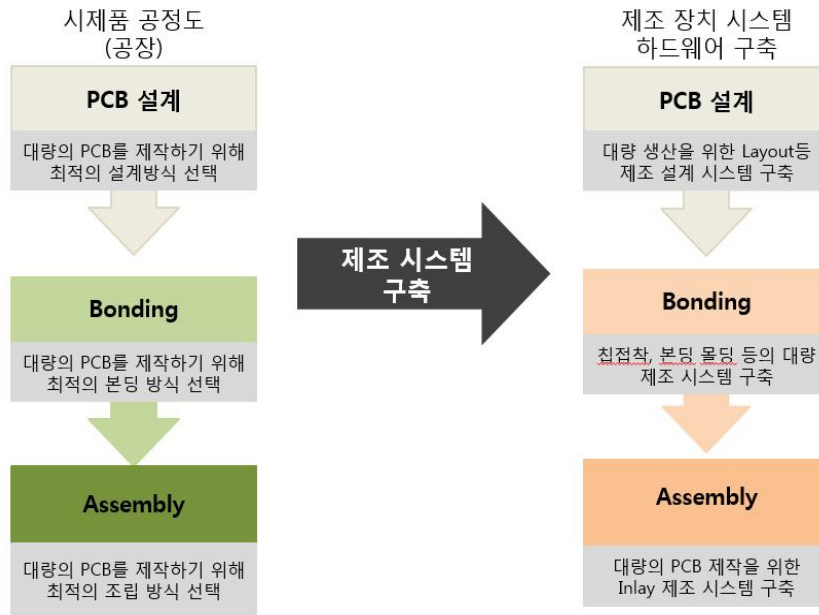 시제품 공정도
(공장)
PCB 설계
대량의 PCB를 제작하기 위해
최적의 설계방식 선택
Bonding
대량의 PCB를 제작하기 위해
최적의 본딩 방식 선택
Assembly
대량의 PCB를 제작하기 위해
최적의 조립 방식 선택
제조 시스템
구축
제조 장치 시스템
하드웨어 구축
PCB 설계
대량 생산을 위한 Layout등
제조 설계 시스템 구축
Bonding
칩접착, 본딩 몰딩 등의 대량
제조 시스템 구축
Assembly
대량의 PCB 제작을 위한
Inlay 제조 시스템 구축